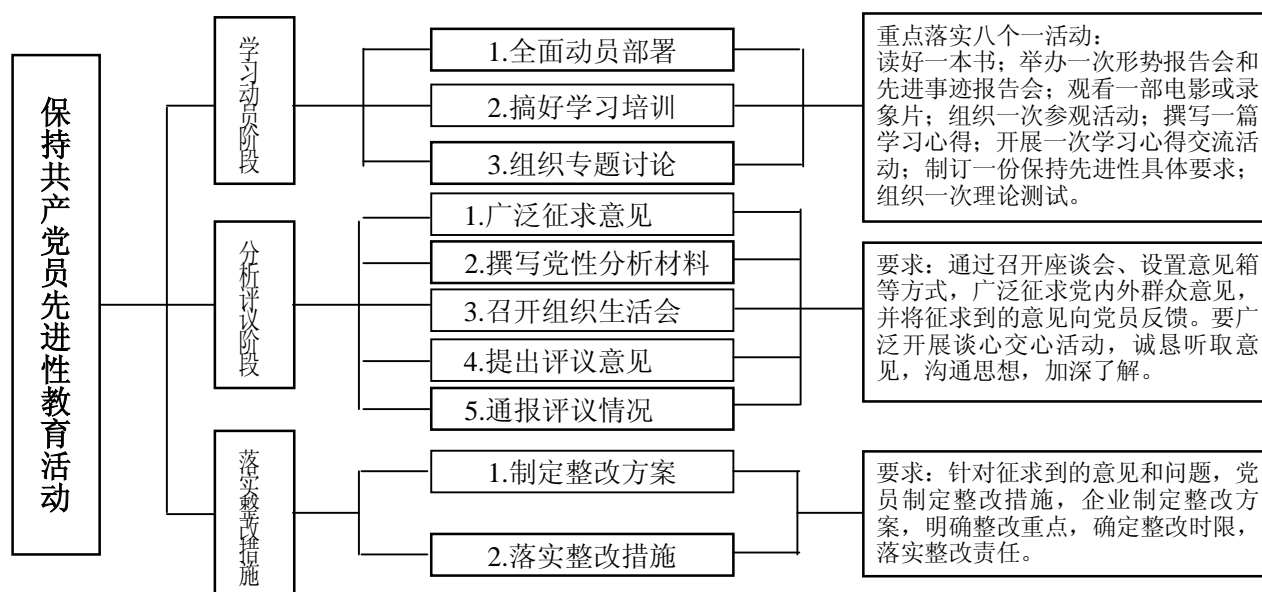 保持共产党员先进性教育活动
学习动员阶段
1.全面动员部署
2.搞好学习培训
3.组织专题讨论
重点落实八个一活动：
读好一本书；举办一次形势报告会和
先进事迹报告会；观看一部电影或录
象片；组织一次参观活动；撰写一篇
学习心得；开展一次学习心得交流活
动；制订一份保持先进性具体要求；
组织一次理论测试。
分析评议阶段
1.广泛征求意见
2.撰写党性分析材料
3.召开组织生活会
4.提出评议意见
5.通报评议情况
要求：通过召开座谈会、设置意见箱
等方式，广泛征求党内外群众意见，
并将征求到的意见向党员反馈。要广
泛开展谈心交心活动，诚恳听取意
见，沟通思想，加深了解。
落实整改措施
1.制定整改方案
2.落实整改措施
要求：针对征求到的意见和问题，党
员制定整改措施，企业制定整改方
案，明确整改重点，确定整改时限，
落实整改责任。